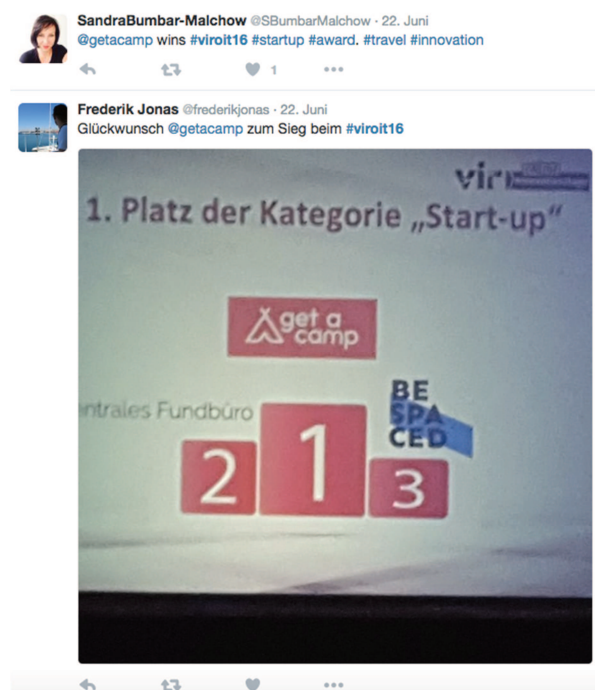 SandraBumbar-Malchow @SBumbarMalchow · 22. Juni
@getacamp wins #viroit16 #startup #award. #travel #innovation
1
Frederik Jonas @frederikjonas · 22. Juni
Glückwunsch @getacamp zum Sieg beim #viroit16
vir
1. Platz der Kategorie „Start-up“
get a
camp
ntrales Fundbüro
BE
SPA
CED
2 1 3